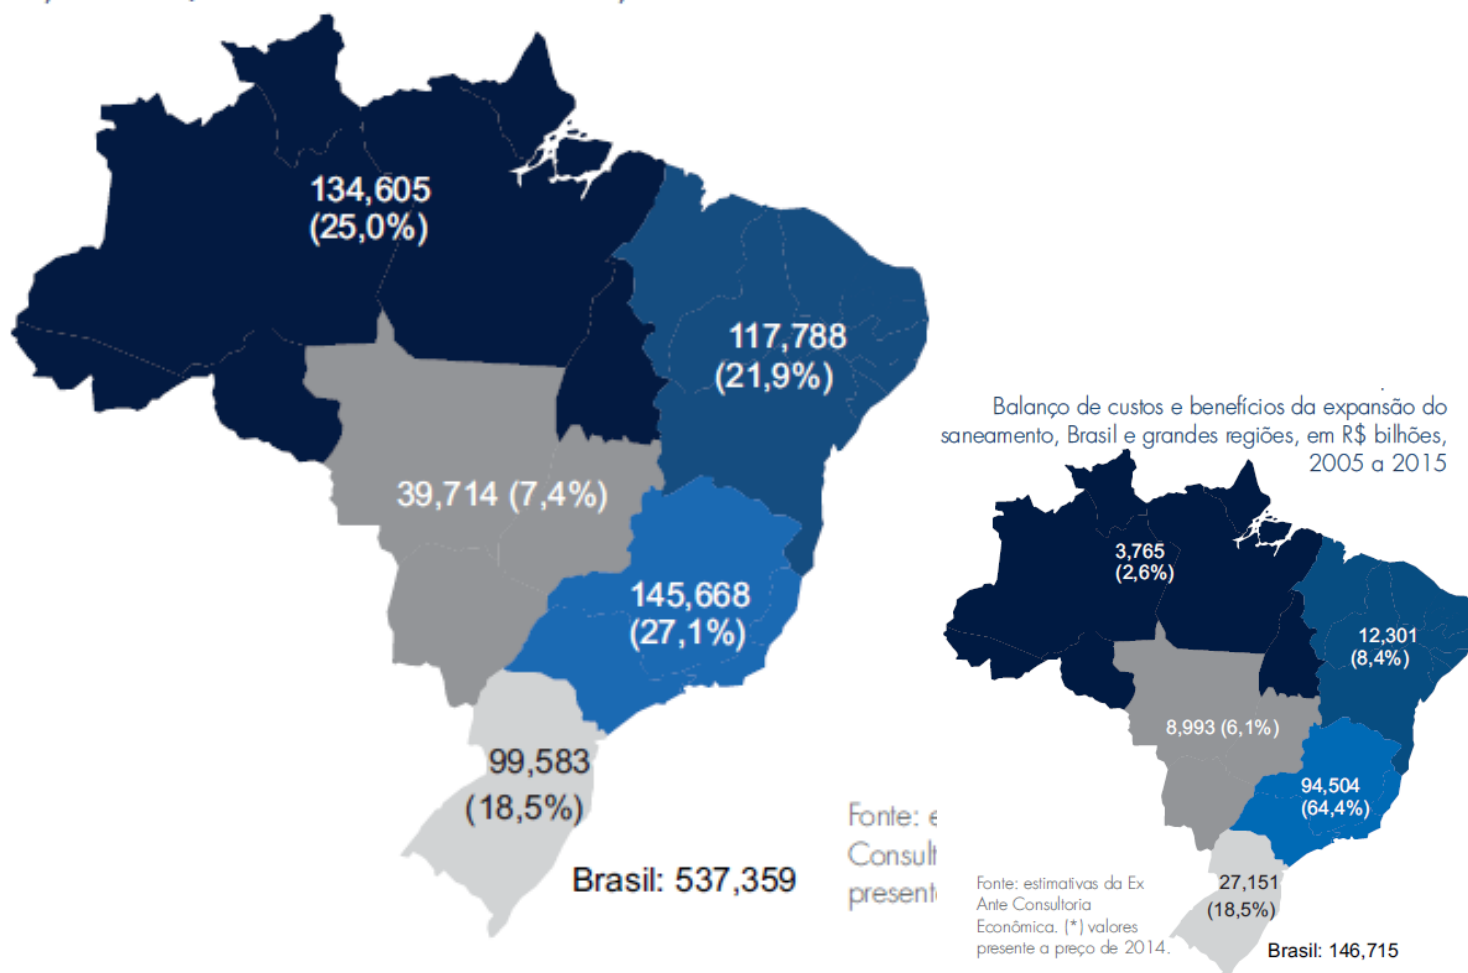 134,605
(25,0%)
117,788
(21,9%)
39,714 (7,4%)
145,668
(27,1%)
99,583
(18,5%)
Brasil: 537,359
Fonte:
Balanço de custos e benefícios da expansão do
saneamento, Brasil e grandes regiões, em R$ bilhões,
2005 a 2015
3,765
(2,6%)
12,301
(8,4%)
8,993 (6,1%)
94,504
(64,4%)
27,151
(18,5%)
Fonte: estimativas da Ex
Ante Consultoria
Econômica. (*) valores
presente a preço de 2014.
Brasil: 146,715